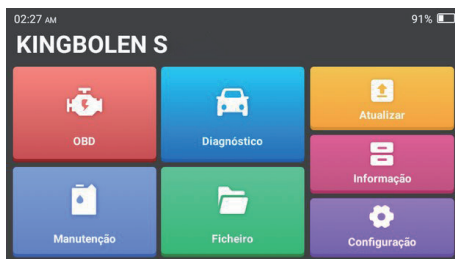 02:27 AM 91%
KINGBOLEN S
OBD
Diagnóstico
Atualizar
Informação
Manutenção
Ficheiro
Configuração